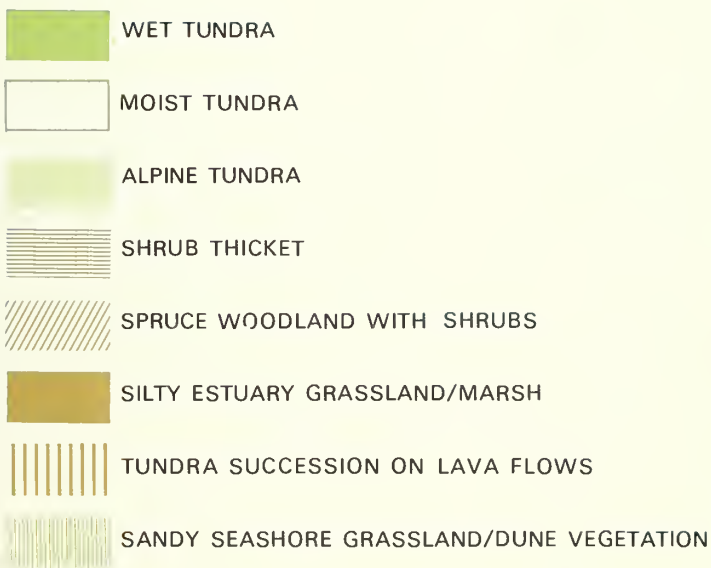 WET TUNDRA
MOIST TUNDRA
ALPINE TUNDRA
SHRUB THICKET
SPRUCE WOODLAND WITH SHRUBS
SILTY ESTUARY GRASSLAND/MARSH
TUNDRA SUCCESSION ON LAVA FLOWS
SANDY SEASHORE GRASSLAND/DUNE VEGETATION